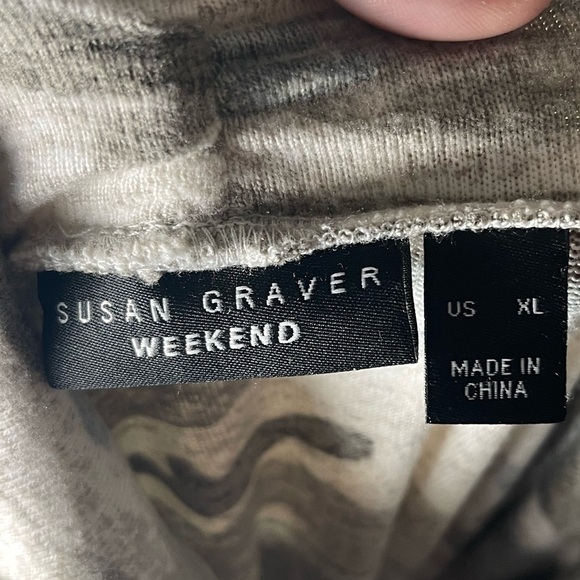 SUSAN GRAVER
WEEKEND
US XL
MADE IN
CHINA